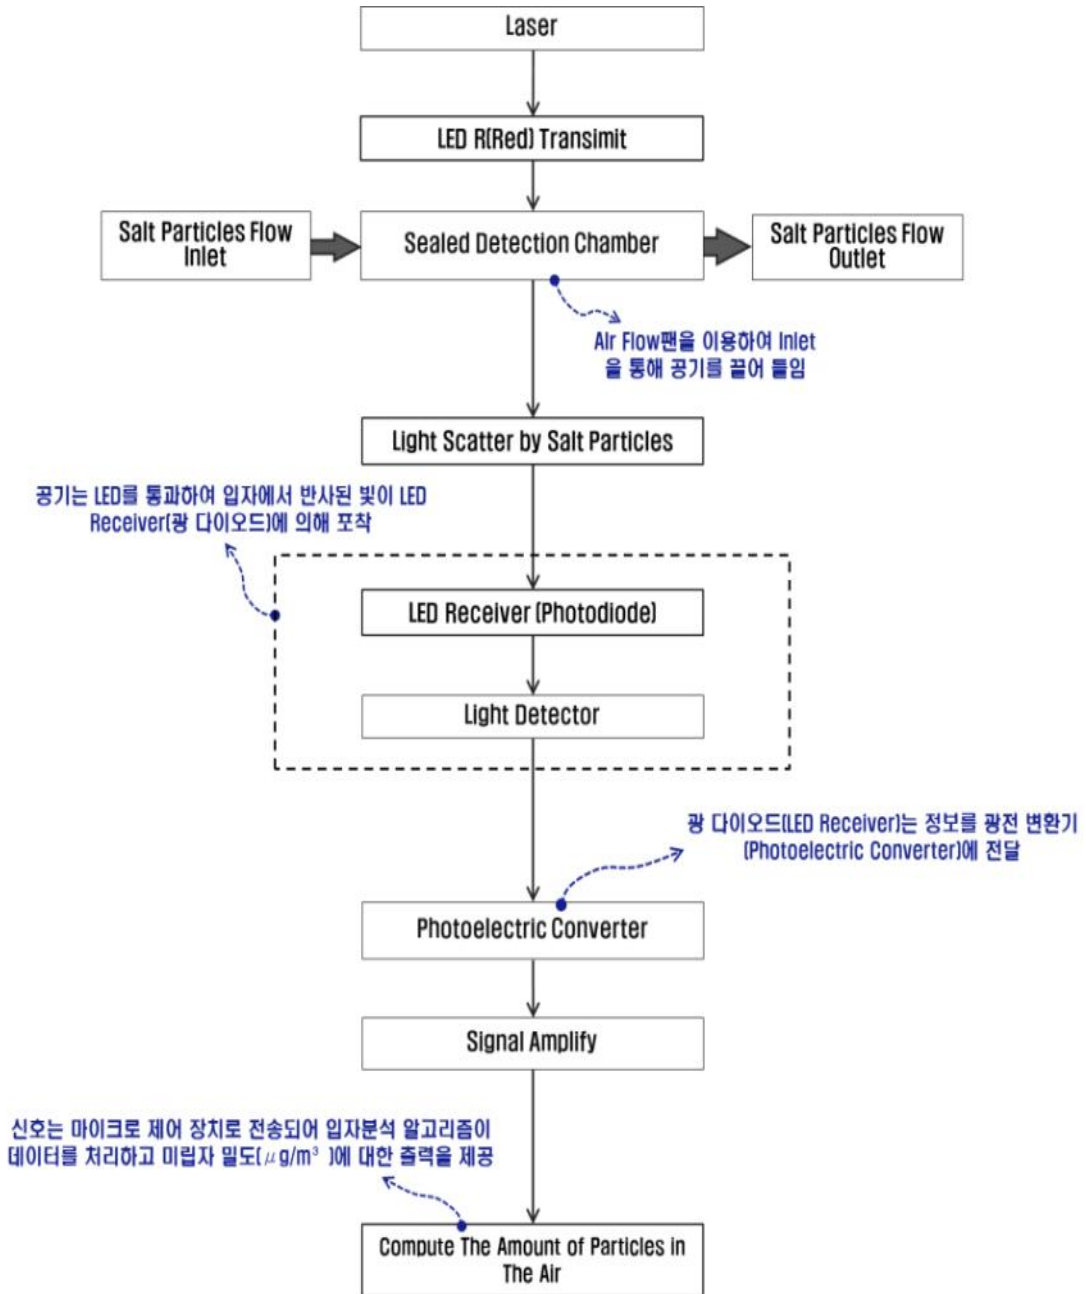 Laser
LED R(Red) Transimit
Salt Particles Flow
Inlet
Sealed Detection Chamber
Salt Particles Flow
Outlet
Air Flow팬을 이용하여 Inlet
을 통해 공기를 끌어 들임
Light Scatter by Salt Particles
공기는 LED를 통과하여 입자에서 반사된 빛이 LED
Receiver(광 다이오드)에 의해 포착
LED Receiver (Photodiode)
Light Detector
광 다이오드(LED Receiver)는 정보를 광전 변환기
(Photoelectric Converter)에 전달
Photoelectric Converter
Signal Amplify
신호는 마이크로 제어 장치로 전송되어 입자분석 알고리즘이
데이터를 처리하고 미립자 밀도(μg/m³ )에 대한 출력을 제공
Compute The Amount of Particles in
The Air